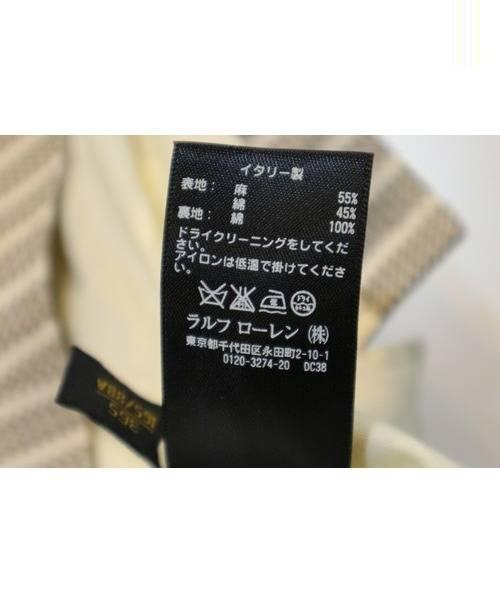 イタリー製
表地： 麻 55%
綿 45%
裏地： 綿 100%
ドライクリーニングをしてくだ
さい。
アイロンは低温で掛けてくださ
い。
ラルフ ローレン (株)
東京都千代田区永田町2-10-1
0120-3274-20 DC38